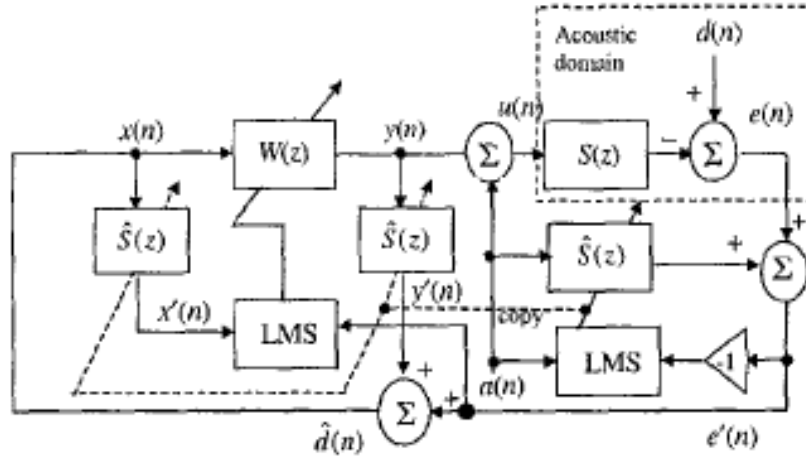 Acoustic
domain
d(n)
+
x(n)
W(z)
y(n)
u(n)
Σ
S(z)
−
Σ
e(n)
Ŝ(z)
Ŝ(z)
Ŝ(z)
+
+
Σ
x'(n)
LMS
y'(n)
copy
LMS
-1
+
+
Σ
a(n)
d̂(n)
e'(n)